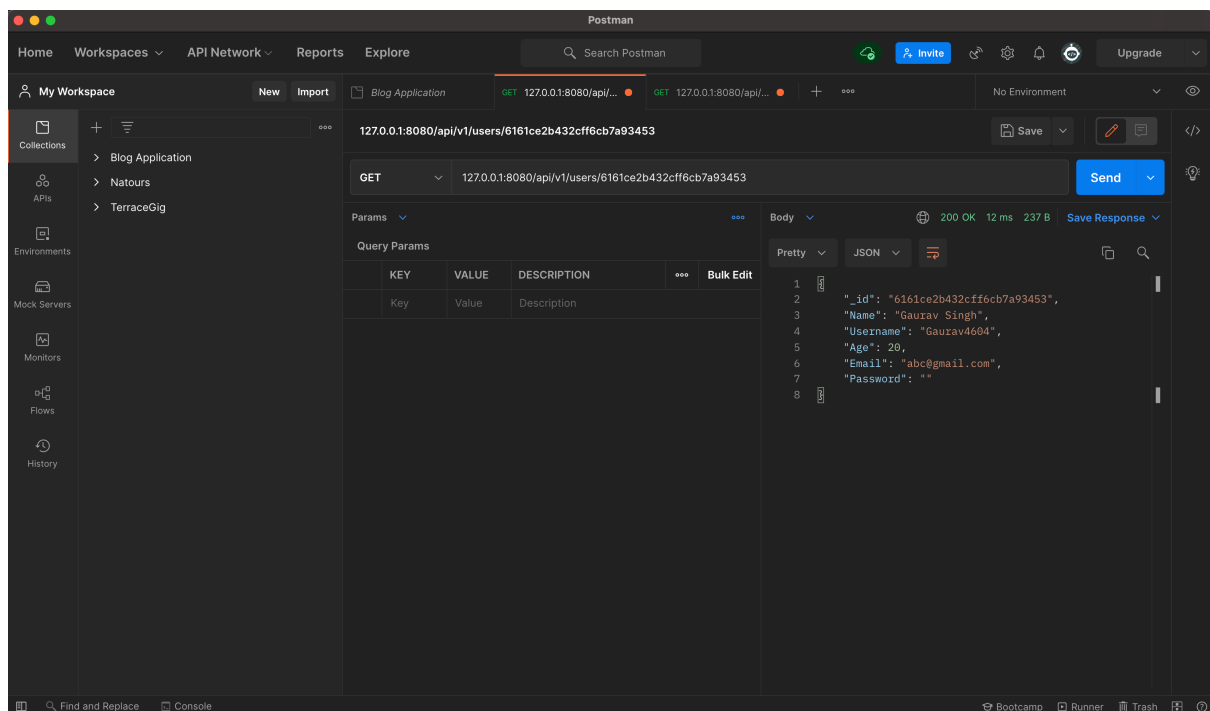 Postman
Home Workspaces API Network Reports Explore Search Postman Invite Upgrade
My Workspace New Import Blog Application GET 127.0.0.1:8080/api/... GET 127.0.0.1:8080/api/... No Environment
Collections
APIs
Environments
Mock Servers
Monitors
Flows
History
Blog Application
Natours
TerraceGig
127.0.0.1:8080/api/v1/users/6161ce2b432cff6cb7a93453 Save
GET 127.0.0.1:8080/api/v1/users/6161ce2b432cff6cb7a93453 Send
Params
Query Params
KEY VALUE DESCRIPTION Bulk Edit
Key Value Description
Body 200 OK 12 ms 237 B Save Response
Pretty JSON
1 {
2 "_id": "6161ce2b432cff6cb7a93453",
3 "Name": "Gaurav Singh",
4 "Username": "Gaurav4604",
5 "Age": 20,
6 "Email": "abc@gmail.com",
7 "Password": ""
8 }
Find and Replace Console Bootcamp Runner Trash